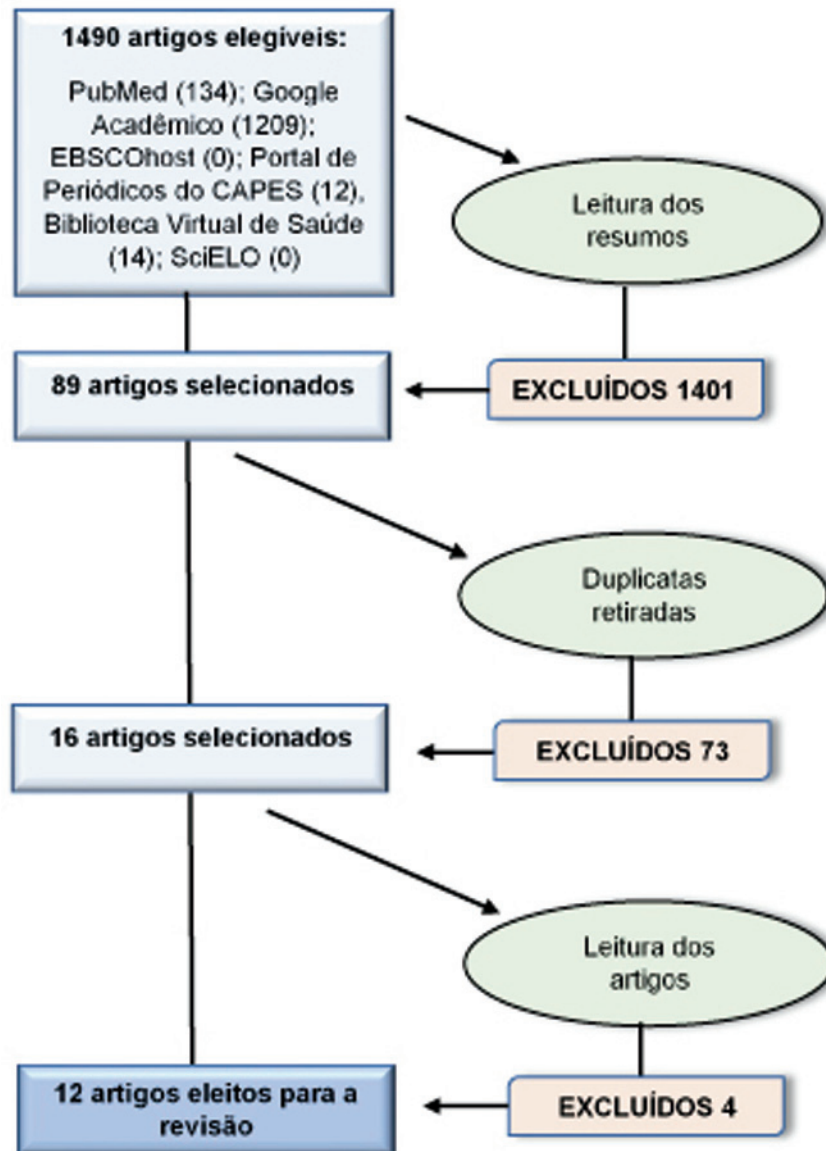 1490 artigos elegíveis:
PubMed (134); Google
Acadêmico (1209);
EBSCOhost (0); Portal de
Periódicos do CAPES (12),
Biblioteca Virtual de Saúde
(14); SciELO (0)
Leitura dos
resumos
89 artigos selecionados
EXCLUÍDOS 1401
Duplicatas
retiradas
16 artigos selecionados
EXCLUÍDOS 73
Leitura dos
artigos
12 artigos eleitos para a
revisão
EXCLUÍDOS 4